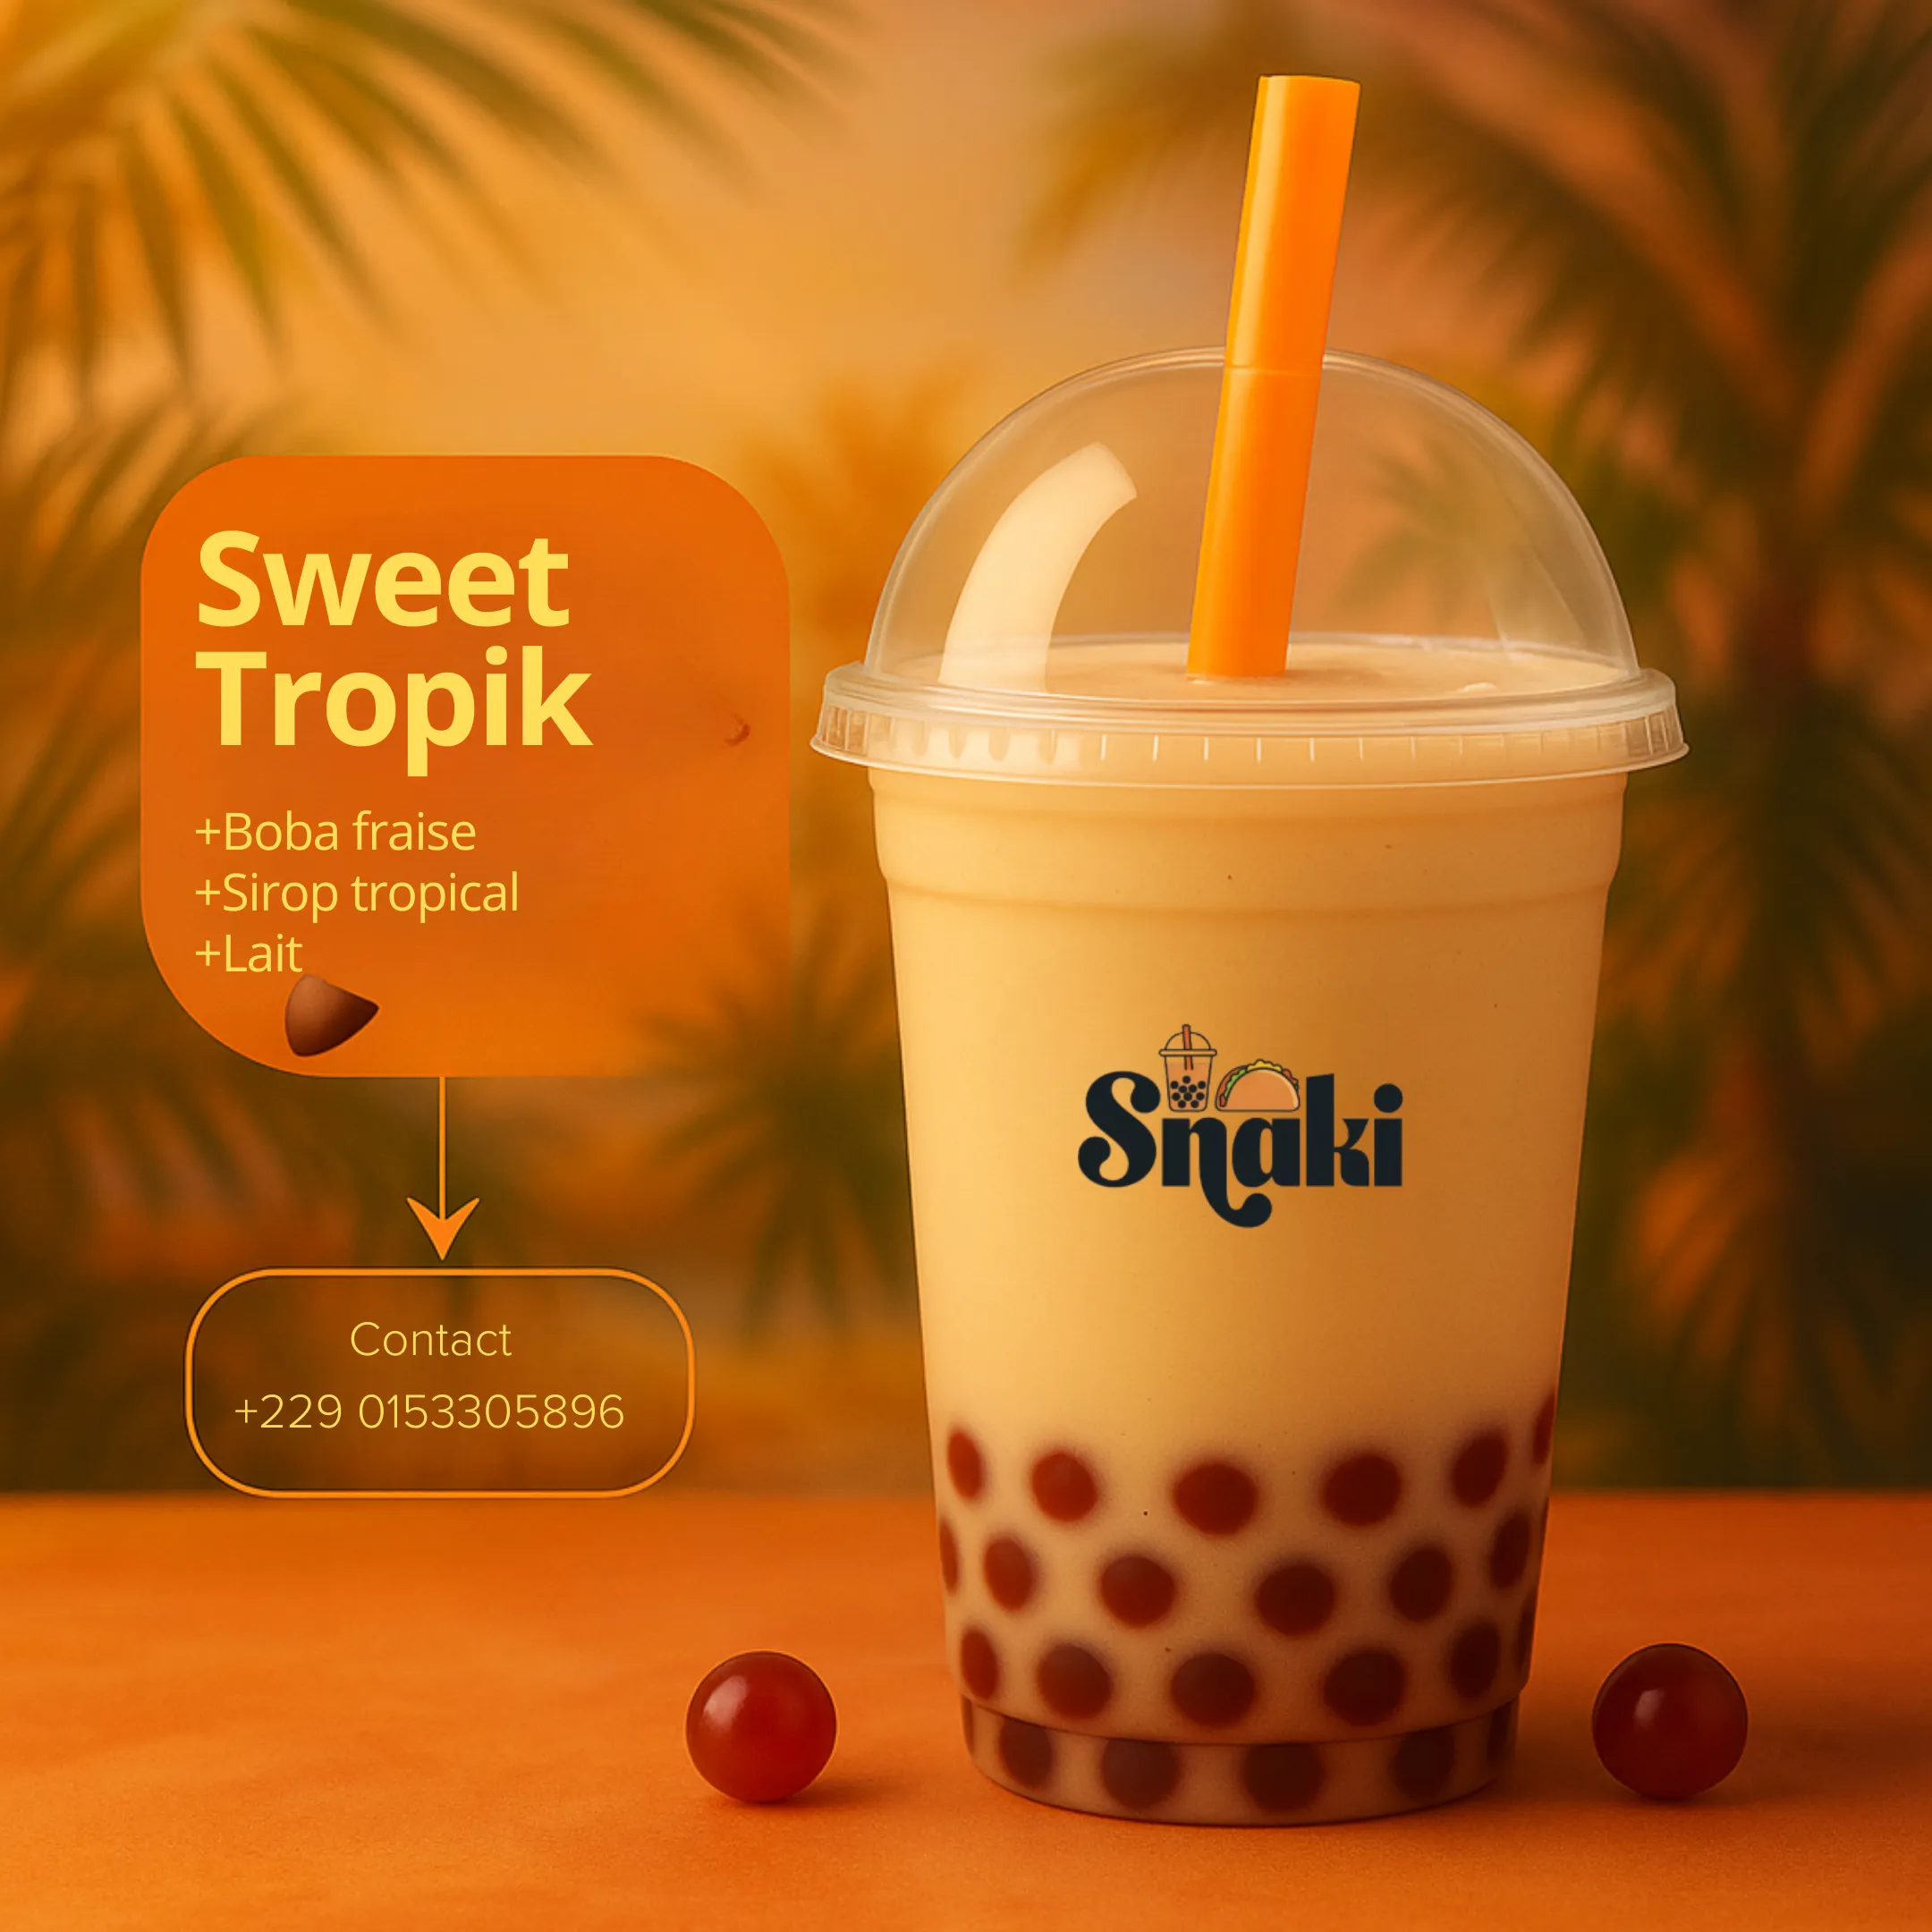 Sweet
Tropik
+Boba fraise
+Sirop tropical
+Lait
Contact
+229 0153305896
Snaki